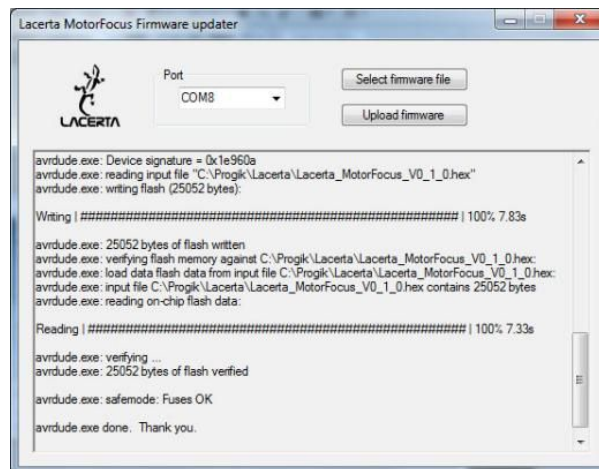 Lacerta MotorFocus Firmware updater
LACERTA
Port
COM8
Select firmware file
Upload firmware
avrdude.exe: Device signature = 0x1e960a
avrdude.exe: reading input file "C:\Progik\Lacerta\Lacerta_MotorFocus_V0_1_0.hex"
avrdude.exe: writing flash (25052 bytes):
Writing | ################################################## | 100% 7.83s
avrdude.exe: 25052 bytes of flash written
avrdude.exe: verifying flash memory against C:\Progik\Lacerta\Lacerta_MotorFocus_V0_1_0.hex:
avrdude.exe: load data flash data from input file C:\Progik\Lacerta\Lacerta_MotorFocus_V0_1_0.hex:
avrdude.exe: input file C:\Progik\Lacerta\Lacerta_MotorFocus_V0_1_0.hex contains 25052 bytes
avrdude.exe: reading on-chip flash data:
Reading | ################################################## | 100% 7.33s
avrdude.exe: verifying ...
avrdude.exe: 25052 bytes of flash verified
avrdude.exe: safemode: Fuses OK
avrdude.exe done.  Thank you.